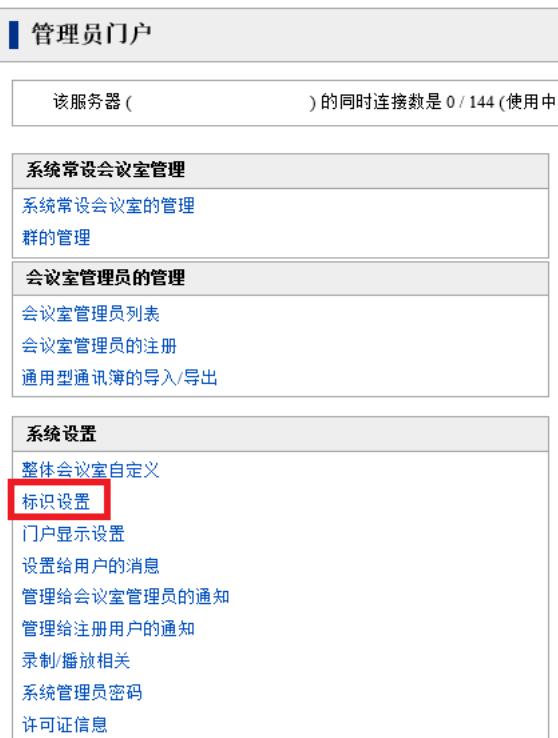 管理员门户
该服务器 ( ) 的同时连接数是 0 / 144 (使用中
系统常设会议室管理
系统常设会议室的管理
群的管理
会议室管理员的管理
会议室管理员列表
会议室管理员的注册
通用型通讯簿的导入/导出
系统设置
整体会议室自定义
标识设置
门户显示设置
设置给用户的消息
管理给会议室管理员的通知
管理给注册用户的通知
录制/播放相关
系统管理员密码
许可证信息